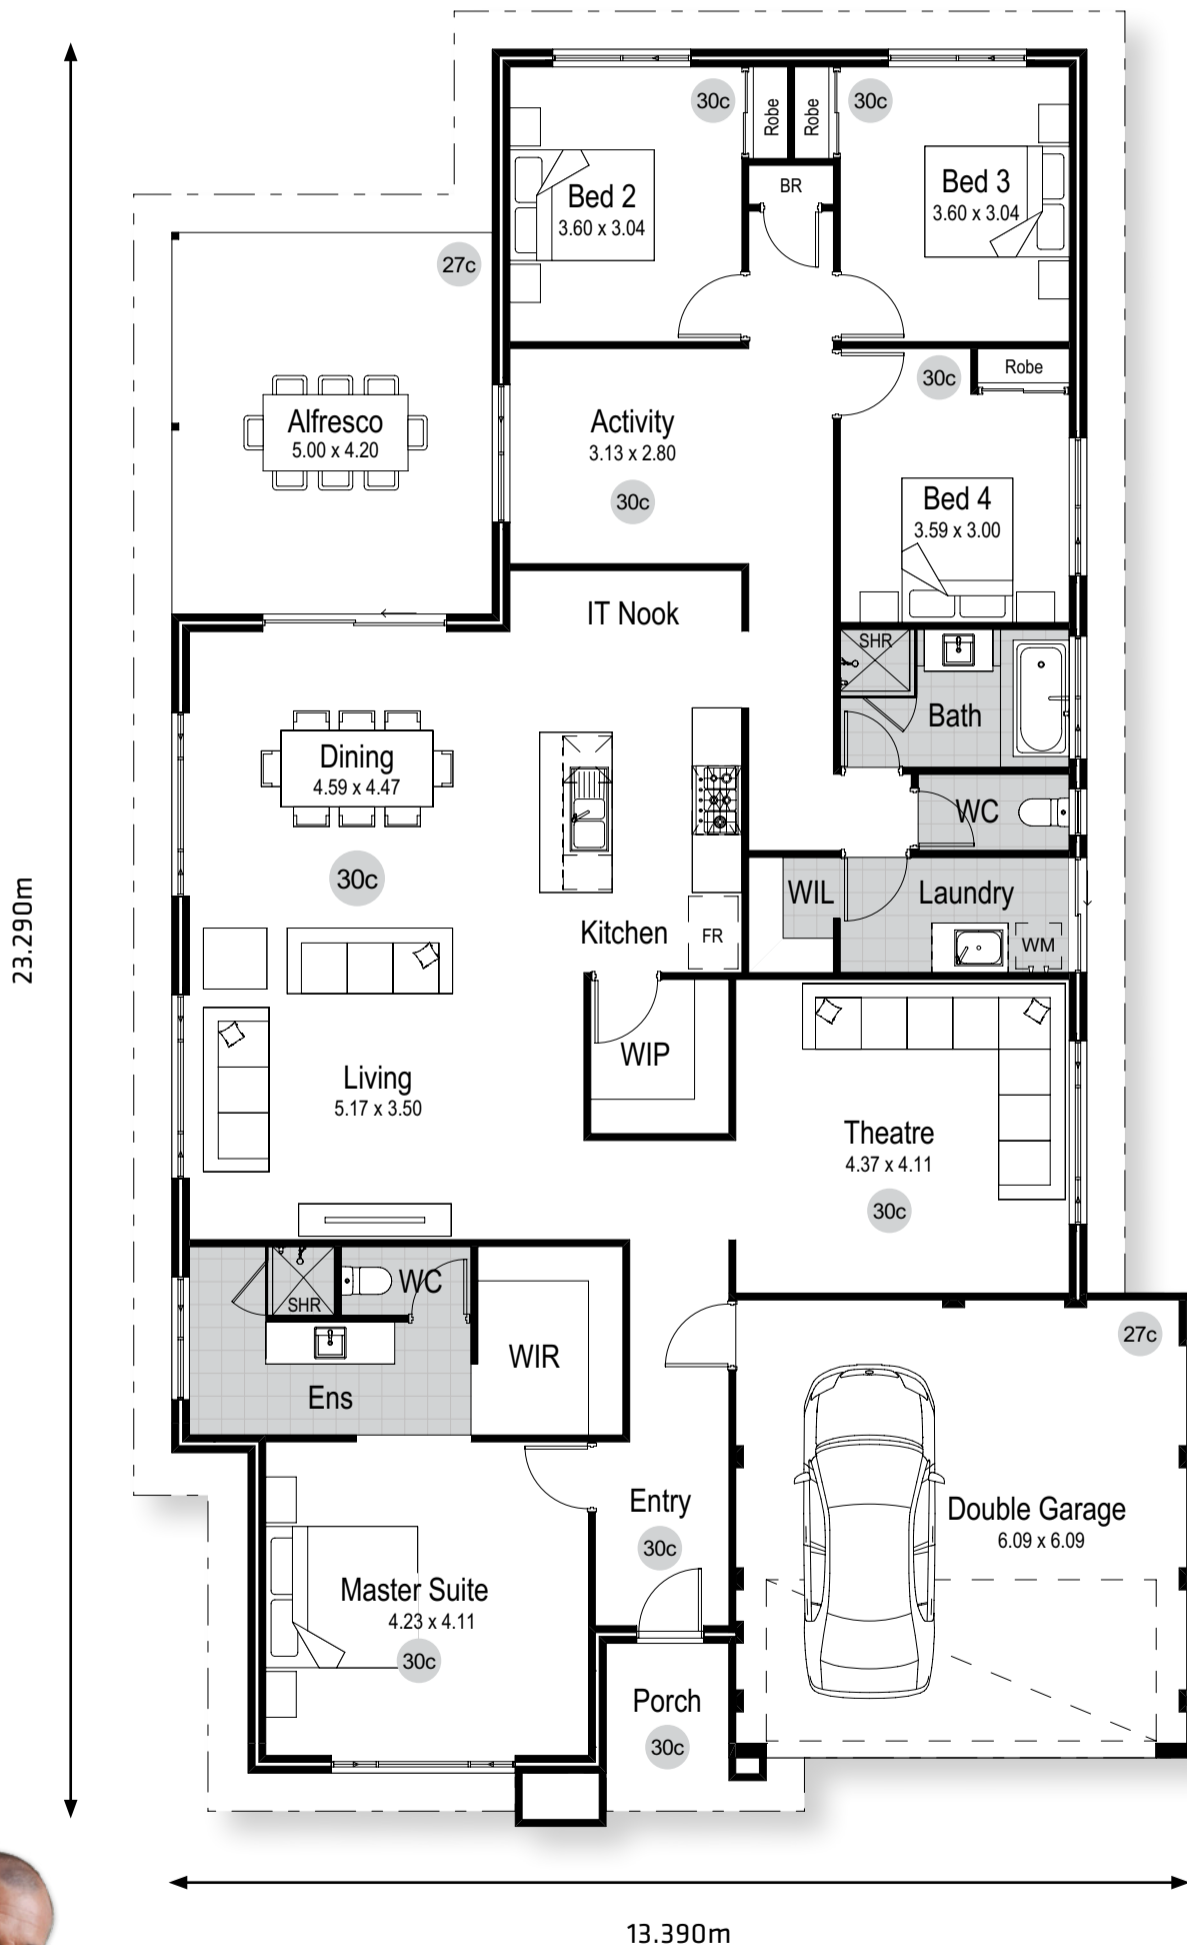 30c
Robe
Robe
30c
BR
Bed 2
3.60 x 3.04
Bed 3
3.60 x 3.04
27c
Alfresco
5.00 x 4.20
Activity
3.13 x 2.80
30c
30c
Robe
Bed 4
3.59 x 3.00
IT Nook
SHR
Bath
Dining
4.59 x 4.47
30c
WC
WIL
Laundry
WM
Kitchen
FR
23.290m
WIP
Living
5.17 x 3.50
Theatre
4.37 x 4.11
30c
SHR
WC
WIR
Ens
27c
Entry
30c
Double Garage
6.09 x 6.09
Master Suite
4.23 x 4.11
30c
Porch
30c
13.390m